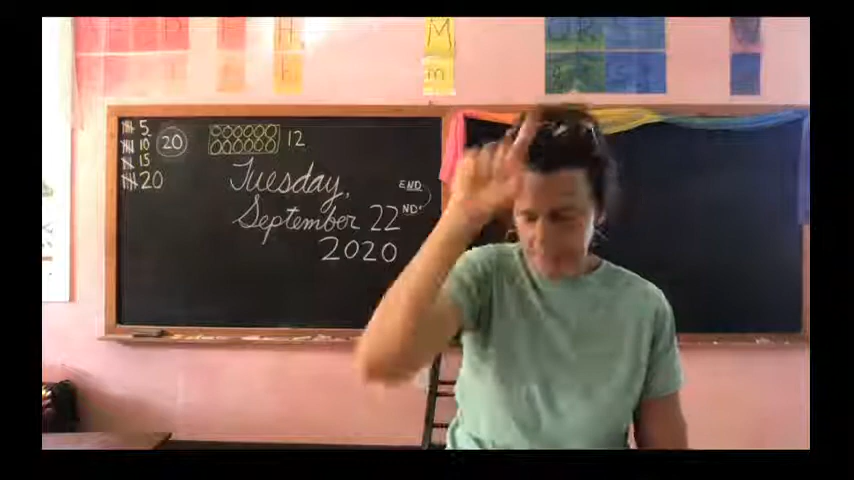 H
h
M
m
5
10
15
20
20
12
Tuesday,
September 22
2020
END
ND.